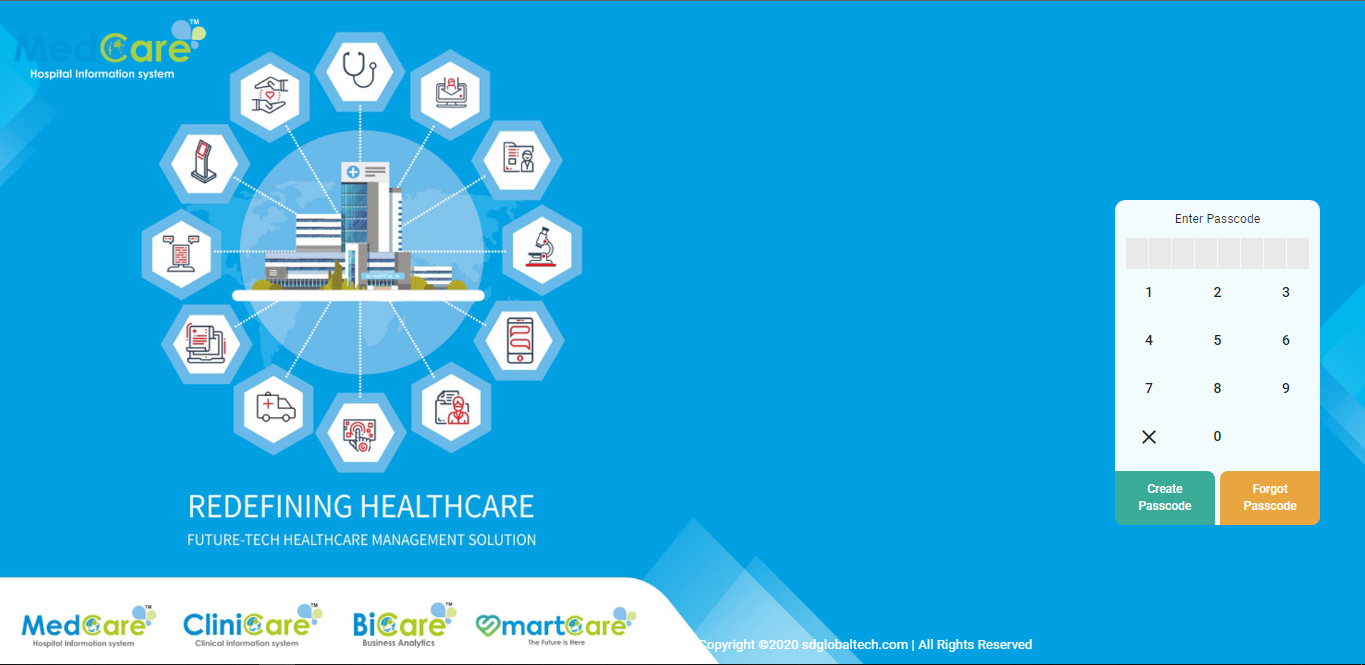 MedCare™
Hospital Information system
REDEFINING HEALTHCARE
FUTURE-TECH HEALTHCARE MANAGEMENT SOLUTION
Enter Passcode
1 2 3
4 5 6
7 8 9
0
Create
Passcode
Forgot
Passcode
MedCare™
Hospital Information system
CliniCare™
Clinical information system
BiCare™
Business Analytics
SmartCare
The Future is Here
Copyright ©2020 sdglobaltech.com | All Rights Reserved